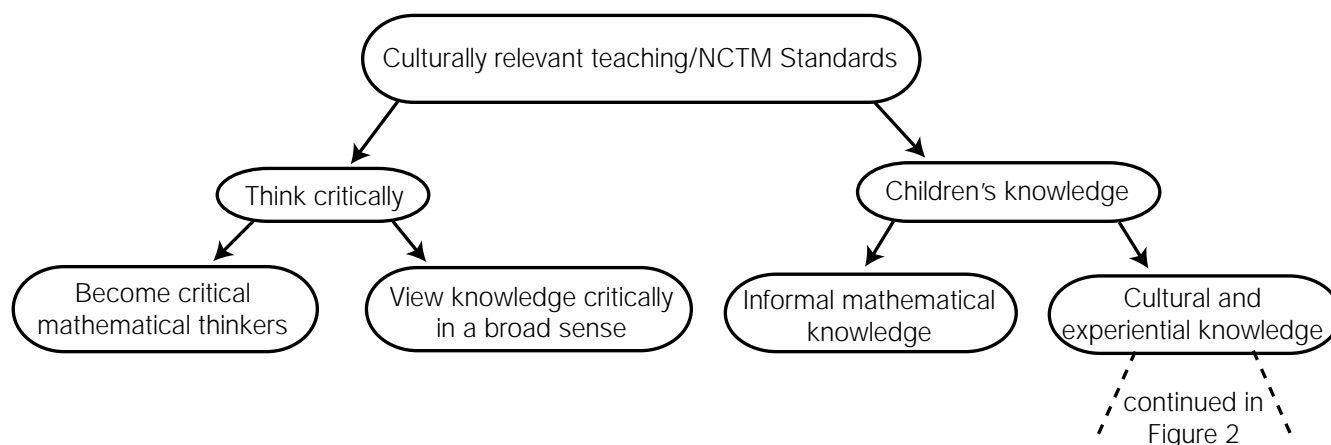 Culturally relevant teaching/NCTM Standards
Think critically
Children's knowledge
Become critical
mathematical thinkers
View knowledge critically
in a broad sense
Informal mathematical
knowledge
Cultural and
experiential knowledge
continued in
Figure 2